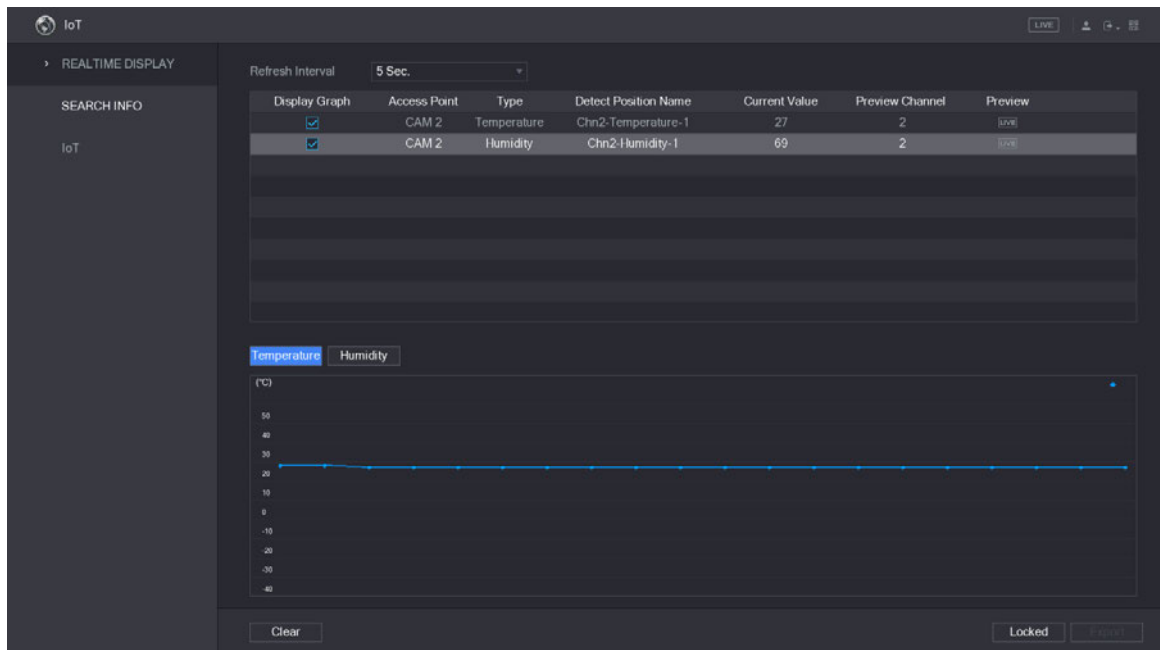 IoT
LIVE
REALTIME DISPLAY
SEARCH INFO
IoT
Refresh Interval 5 Sec.
Display Graph Access Point Type Detect Position Name Current Value Preview Channel Preview
CAM 2 Temperature Chn2-Temperature-1 27 2 LIVE
CAM 2 Humidity Chn2-Humidity-1 69 2 LIVE
Temperature Humidity
(°C)
50
40
30
20
10
0
-10
-20
-30
-40
Clear Locked Export